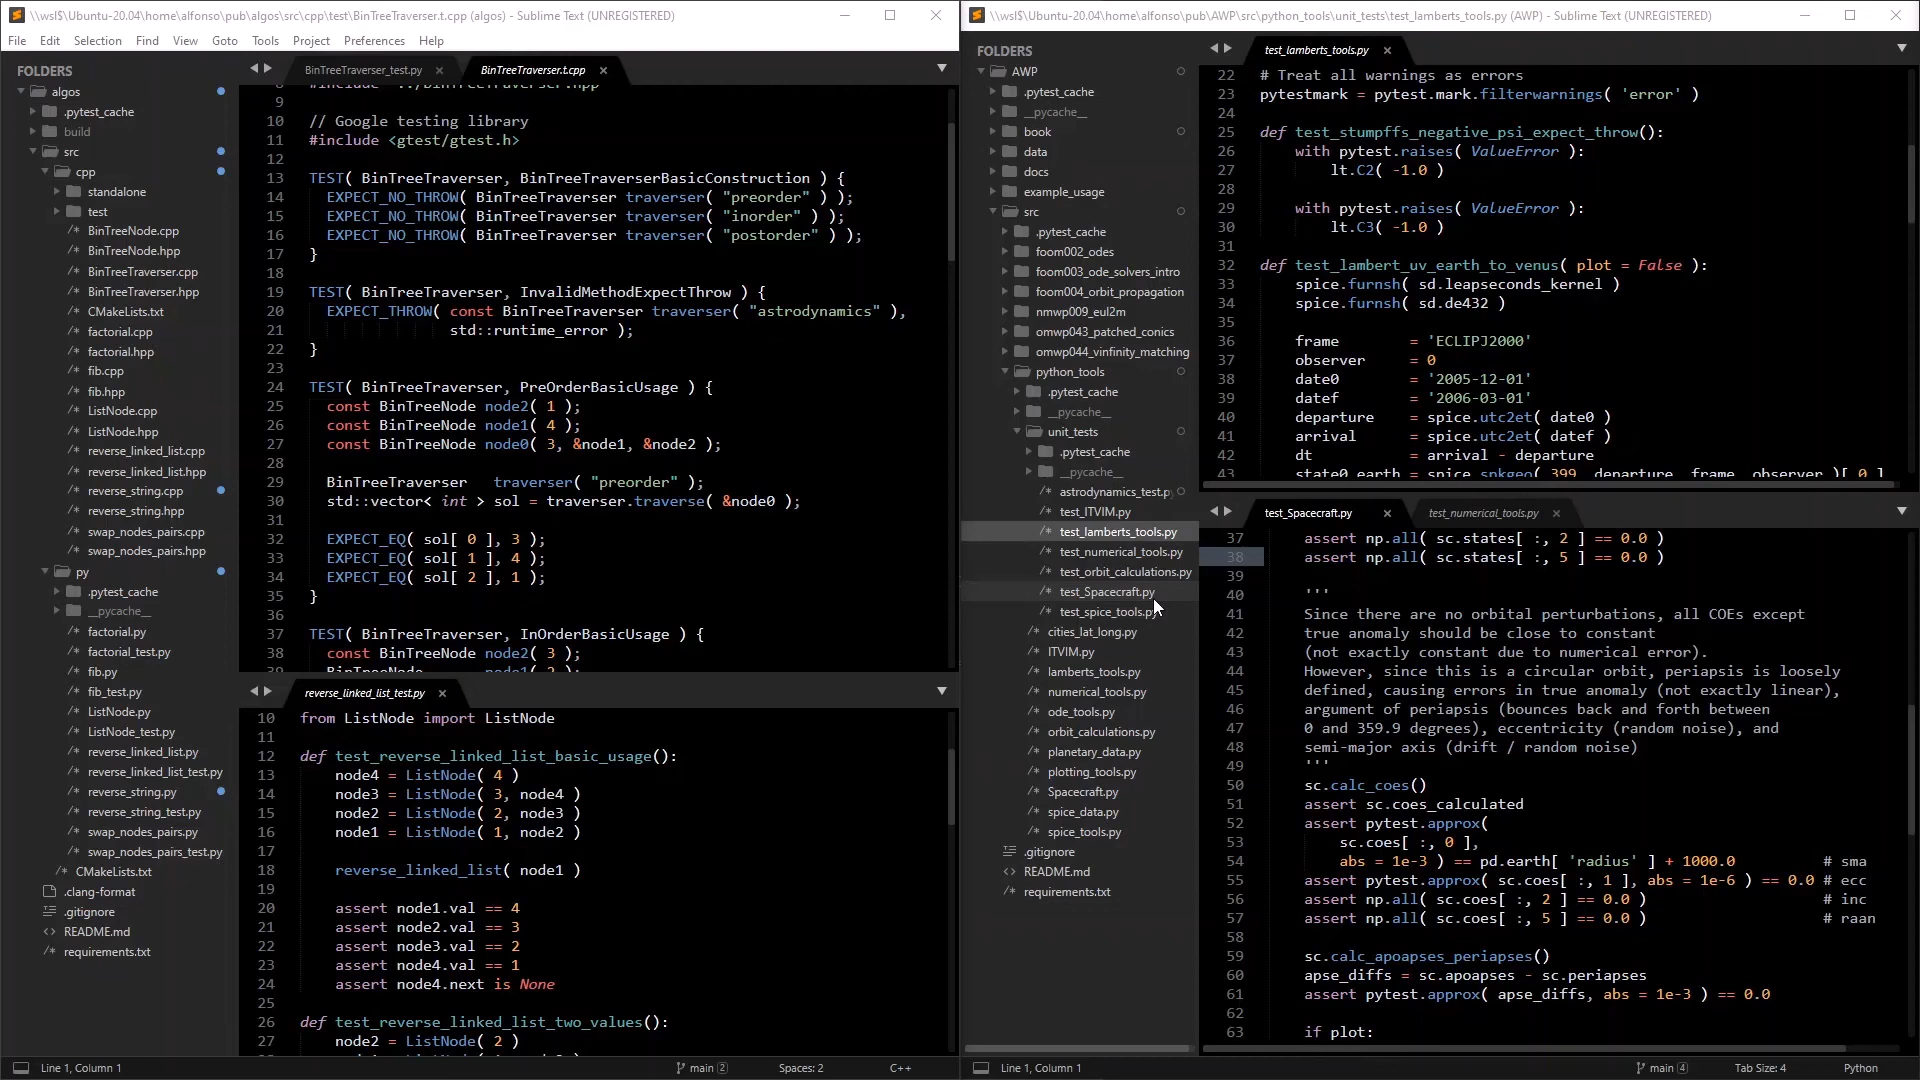 \\wsl$\Ubuntu-20.04\home\alfonso\pub\algos\src\cpp\test\BinTreeTraverser.t.cpp (algos) - Sublime Text (UNREGISTERED)
File Edit Selection Find View Goto Tools Project Preferences Help
FOLDERS
algos
.pytest_cache
build
src
cpp
standalone
test
BinTreeNode.cpp
BinTreeNode.hpp
BinTreeTraverser.cpp
BinTreeTraverser.hpp
CMakeLists.txt
factorial.cpp
factorial.hpp
fib.cpp
fib.hpp
ListNode.cpp
ListNode.hpp
reverse_linked_list.cpp
reverse_linked_list.hpp
reverse_string.cpp
reverse_string.hpp
swap_nodes_pairs.cpp
swap_nodes_pairs.hpp
py
.pytest_cache
__pycache__
factorial.py
factorial_test.py
fib.py
fib_test.py
ListNode.py
ListNode_test.py
reverse_linked_list.py
reverse_linked_list_test.py
reverse_string.py
reverse_string_test.py
swap_nodes_pairs.py
swap_nodes_pairs_test.py
CMakeLists.txt
.clang-format
.gitignore
README.md
requirements.txt
BinTreeTraverser_test.py BinTreeTraverser.t.cpp
8 #include "../BinTreeTraverser.hpp"
9
10 // Google testing library
11 #include <gtest/gtest.h>
12
13 TEST( BinTreeTraverser, BinTreeTraverserBasicConstruction ) {
14 EXPECT_NO_THROW( BinTreeTraverser traverser( "preorder" ) );
15 EXPECT_NO_THROW( BinTreeTraverser traverser( "inorder" ) );
16 EXPECT_NO_THROW( BinTreeTraverser traverser( "postorder" ) );
17 }
18
19 TEST( BinTreeTraverser, InvalidMethodExpectThrow ) {
20 EXPECT_THROW( const BinTreeTraverser traverser( "astrodynamics" ),
21 std::runtime_error );
22 }
23
24 TEST( BinTreeTraverser, PreOrderBasicUsage ) {
25 const BinTreeNode node2( 1 );
26 const BinTreeNode node1( 4 );
27 const BinTreeNode node0( 3, &node1, &node2 );
28
29 BinTreeTraverser traverser( "preorder" );
30 std::vector< int > sol = traverser.traverse( &node0 );
31
32 EXPECT_EQ( sol[ 0 ], 3 );
33 EXPECT_EQ( sol[ 1 ], 4 );
34 EXPECT_EQ( sol[ 2 ], 1 );
35 }
36
37 TEST( BinTreeTraverser, InOrderBasicUsage ) {
38 const BinTreeNode node2( 3 );
39
reverse_linked_list_test.py
10 from ListNode import ListNode
11
12 def test_reverse_linked_list_basic_usage():
13 node4 = ListNode( 4 )
14 node3 = ListNode( 3, node4 )
15 node2 = ListNode( 2, node3 )
16 node1 = ListNode( 1, node2 )
17
18 reverse_linked_list( node1 )
19
20 assert node1.val == 4
21 assert node2.val == 3
22 assert node3.val == 2
23 assert node4.val == 1
24 assert node4.next is None
25
26 def test_reverse_linked_list_two_values():
27 node2 = ListNode( 2 )
Line 1, Column 1 main 2 Spaces: 2 C++
\\wsl$\Ubuntu-20.04\home\alfonso\pub\AWP\src\python_tools\unit_tests\test_lamberts_tools.py (AWP) - Sublime Text (UNREGISTERED)
FOLDERS
AWP
.pytest_cache
__pycache__
book
data
docs
example_usage
src
.pytest_cache
foom002_odes
foom003_ode_solvers_intro
foom004_orbit_propagation
nmwp009_eul2m
omwp043_patched_conics
omwp044_vinfinity_matching
python_tools
.pytest_cache
__pycache__
unit_tests
.pytest_cache
__pycache__
astrodynamics_test.py
test_ITVIM.py
test_lamberts_tools.py
test_numerical_tools.py
test_orbit_calculations.py
test_Spacecraft.py
test_spice_tools.py
cities_lat_long.py
ITVIM.py
lamberts_tools.py
numerical_tools.py
ode_tools.py
orbit_calculations.py
planetary_data.py
plotting_tools.py
Spacecraft.py
spice_data.py
spice_tools.py
.gitignore
README.md
requirements.txt
test_lamberts_tools.py
22 # Treat all warnings as errors
23 pytestmark = pytest.mark.filterwarnings( 'error' )
24
25 def test_stumpffs_negative_psi_expect_throw():
26 with pytest.raises( ValueError ):
27 lt.C2( -1.0 )
28
29 with pytest.raises( ValueError ):
30 lt.C3( -1.0 )
31
32 def test_lambert_uv_earth_to_venus( plot = False ):
33 spice.furnsh( sd.leapseconds_kernel )
34 spice.furnsh( sd.de432 )
35
36 frame = 'ECLIPJ2000'
37 observer = 0
38 date0 = '2005-12-01'
39 datef = '2006-03-01'
40 departure = spice.utc2et( date0 )
41 arrival = spice.utc2et( datef )
42 dt = arrival - departure
43 state0_earth = spice.spkgeo( 399, departure, frame, observer )[ 0 ]
test_Spacecraft.py test_numerical_tools.py
37 assert np.all( sc.states[ :, 2 ] == 0.0 )
38 assert np.all( sc.states[ :, 5 ] == 0.0 )
39
40 '''
41 Since there are no orbital perturbations, all COEs except
42 true anomaly should be close to constant
43 (not exactly constant due to numerical error).
44 However, since this is a circular orbit, periapsis is loosely
45 defined, causing errors in true anomaly (not exactly linear),
46 argument of periapsis (bounces back and forth between
47 0 and 359.9 degrees), eccentricity (random noise), and
48 semi-major axis (drift / random noise)
49 '''
50 sc.calc_coes()
51 assert sc.coes_calculated
52 assert pytest.approx(
53 sc.coes[ :, 0 ],
54 abs = 1e-3 ) == pd.earth[ 'radius' ] + 1000.0 # sma
55 assert pytest.approx( sc.coes[ :, 1 ], abs = 1e-6 ) == 0.0 # ecc
56 assert np.all( sc.coes[ :, 2 ] == 0.0 ) # inc
57 assert np.all( sc.coes[ :, 5 ] == 0.0 ) # raan
58
59 sc.calc_apoapses_periapses()
60 apse_diffs = sc.apoapses - sc.periapses
61 assert pytest.approx( apse_diffs, abs = 1e-3 ) == 0.0
62
63 if plot:
Line 1, Column 1 main 4 Tab Size: 4 Python